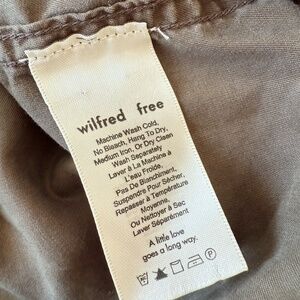 wilfred free
Machine Wash Cold,
No Bleach, Hang To Dry,
Medium Iron, Or Dry Clean
Wash Separately
Laver À La Machine À
L'eau Froide,
Pas De Blanchiment,
Suspendre Pour Sécher,
Repasser à Température
Moyenne,
Ou Nettoyer à Sec
Laver Séparément
A little love
goes a long way.
P